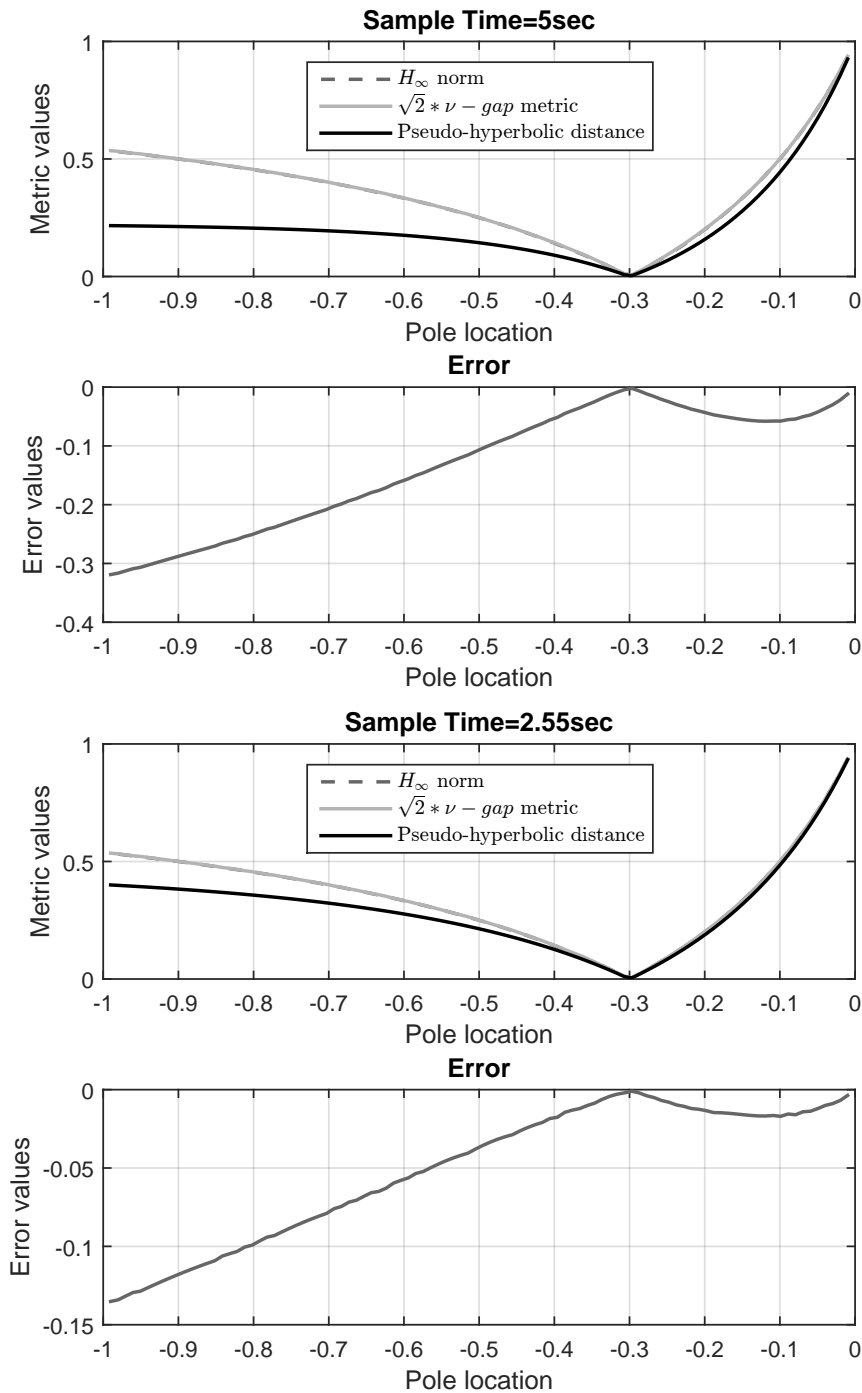 Sample Time=5sec
1
0.5
0
Metric values
H∞ norm
√2 ∗ ν − gap metric
Pseudo-hyperbolic distance
-1 -0.9 -0.8 -0.7 -0.6 -0.5 -0.4 -0.3 -0.2 -0.1 0
Pole location
Error
0
-0.1
-0.2
-0.3
-0.4
Error values
-1 -0.9 -0.8 -0.7 -0.6 -0.5 -0.4 -0.3 -0.2 -0.1 0
Pole location
Sample Time=2.55sec
1
0.5
0
Metric values
H∞ norm
√2 ∗ ν − gap metric
Pseudo-hyperbolic distance
-1 -0.9 -0.8 -0.7 -0.6 -0.5 -0.4 -0.3 -0.2 -0.1 0
Pole location
Error
0
-0.05
-0.1
-0.15
Error values
-1 -0.9 -0.8 -0.7 -0.6 -0.5 -0.4 -0.3 -0.2 -0.1 0
Pole location